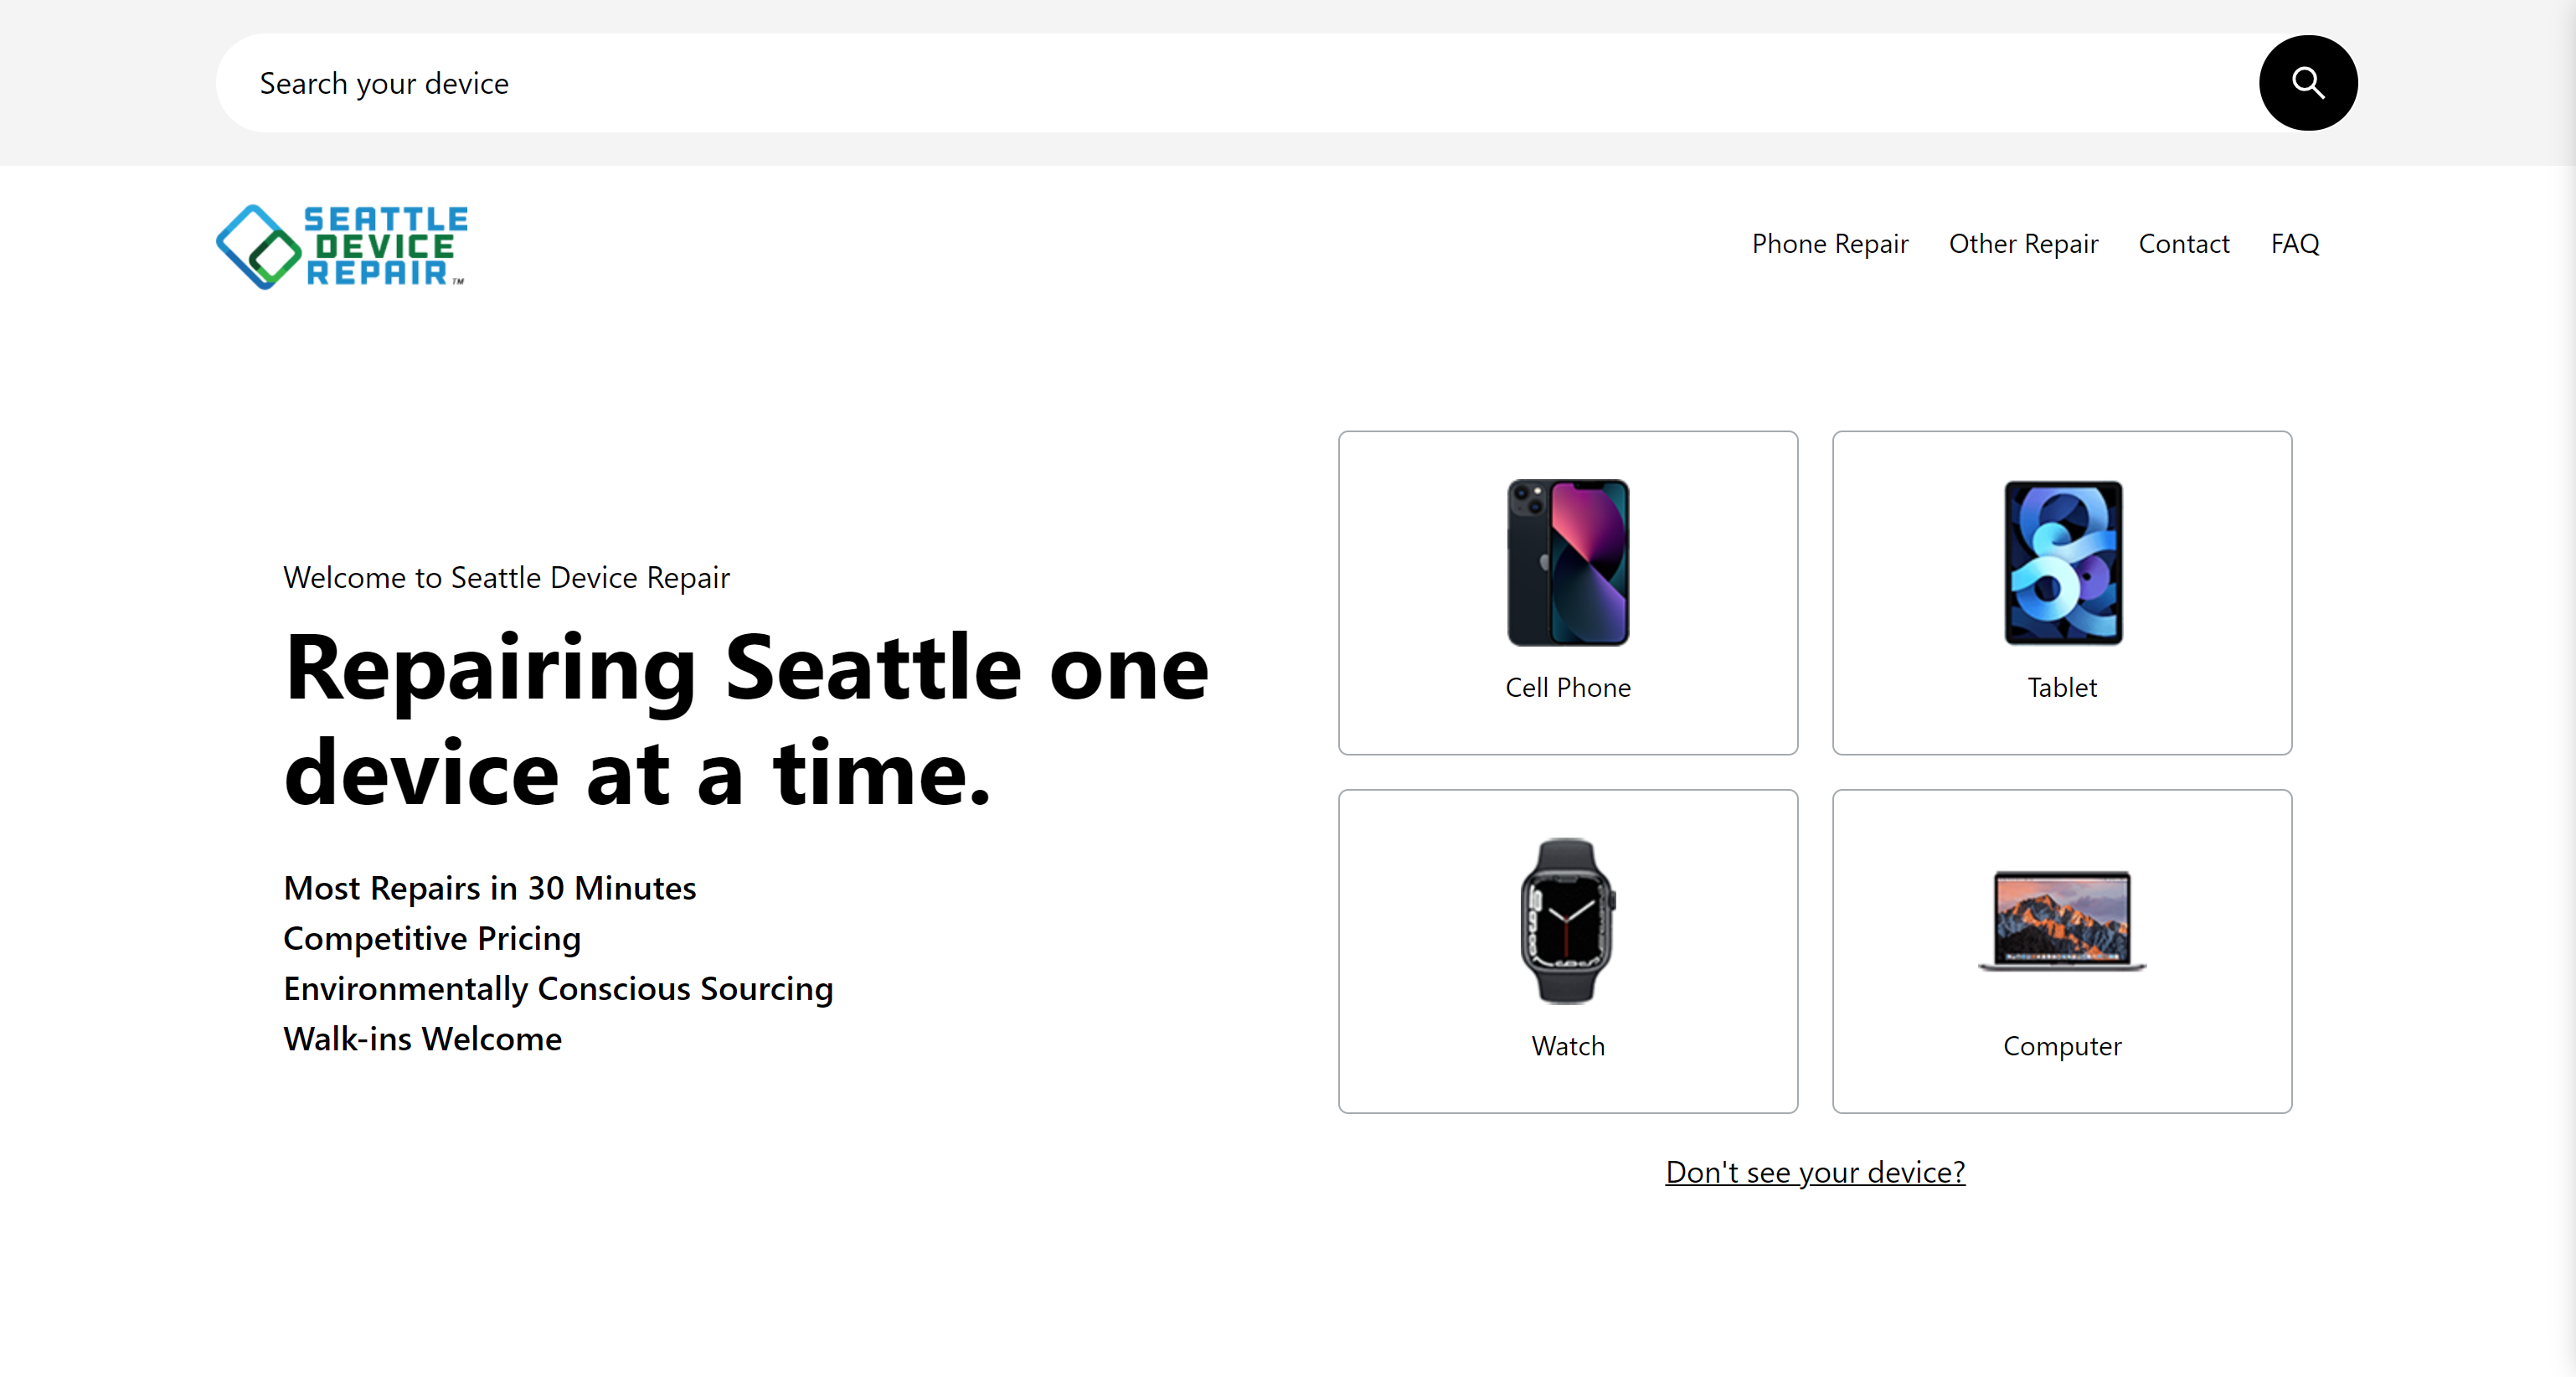 Search your device
SEATTLE
DEVICE
REPAIR™
Phone Repair
Other Repair
Contact
FAQ
Welcome to Seattle Device Repair
Repairing Seattle one
device at a time.
Most Repairs in 30 Minutes
Competitive Pricing
Environmentally Conscious Sourcing
Walk-ins Welcome
Cell Phone
Tablet
Watch
Computer
Don't see your device?